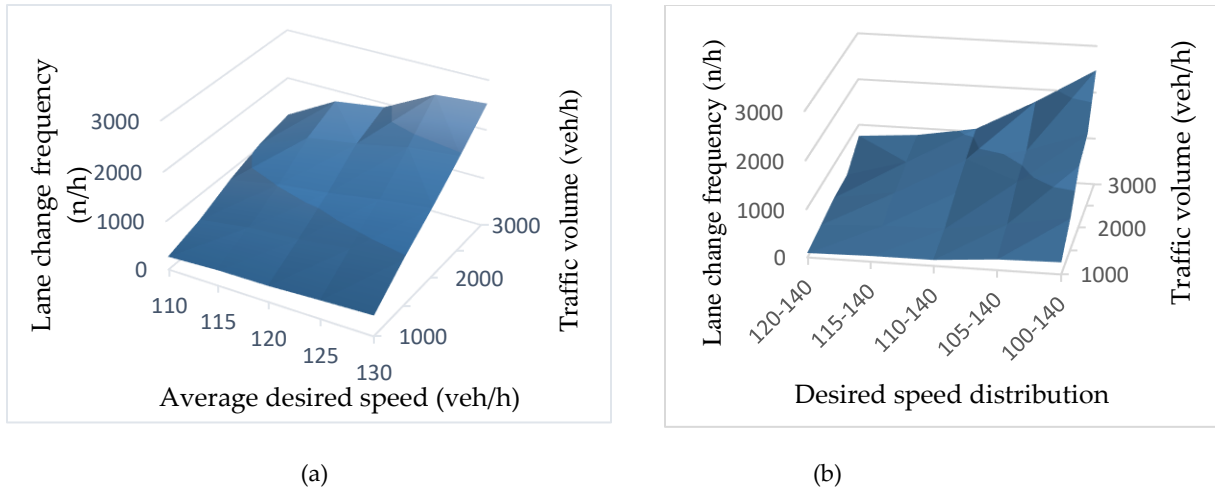 Lane change frequency
(n/h)
3000
2000
1000
0
110
115
120
125
130
Average desired speed (veh/h)
1000
2000
3000
Traffic volume (veh/h)
(a)
Lane change frequency (n/h)
3000
2000
1000
0
120-140
115-140
110-140
105-140
100-140
Desired speed distribution
1000
2000
3000
Traffic volume (veh/h)
(b)